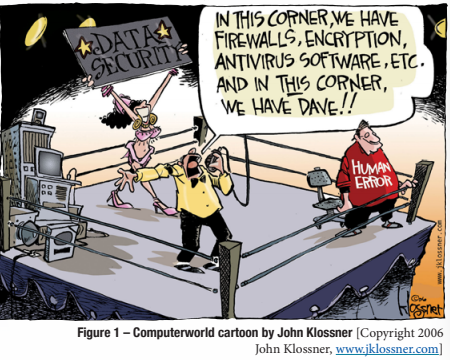 IN THIS CORNER, WE HAVE
FIREWALLS, ENCRYPTION,
ANTIVIRUS SOFTWARE, ETC.
AND IN THIS CORNER,
WE HAVE DAVE!!
DATA
SECURITY
HUMAN
ERROR
www.jklossner.com
©06
Klossner
Figure 1 – Computerworld cartoon by John Klossner [Copyright 2006
John Klossner, www.jklossner.com]